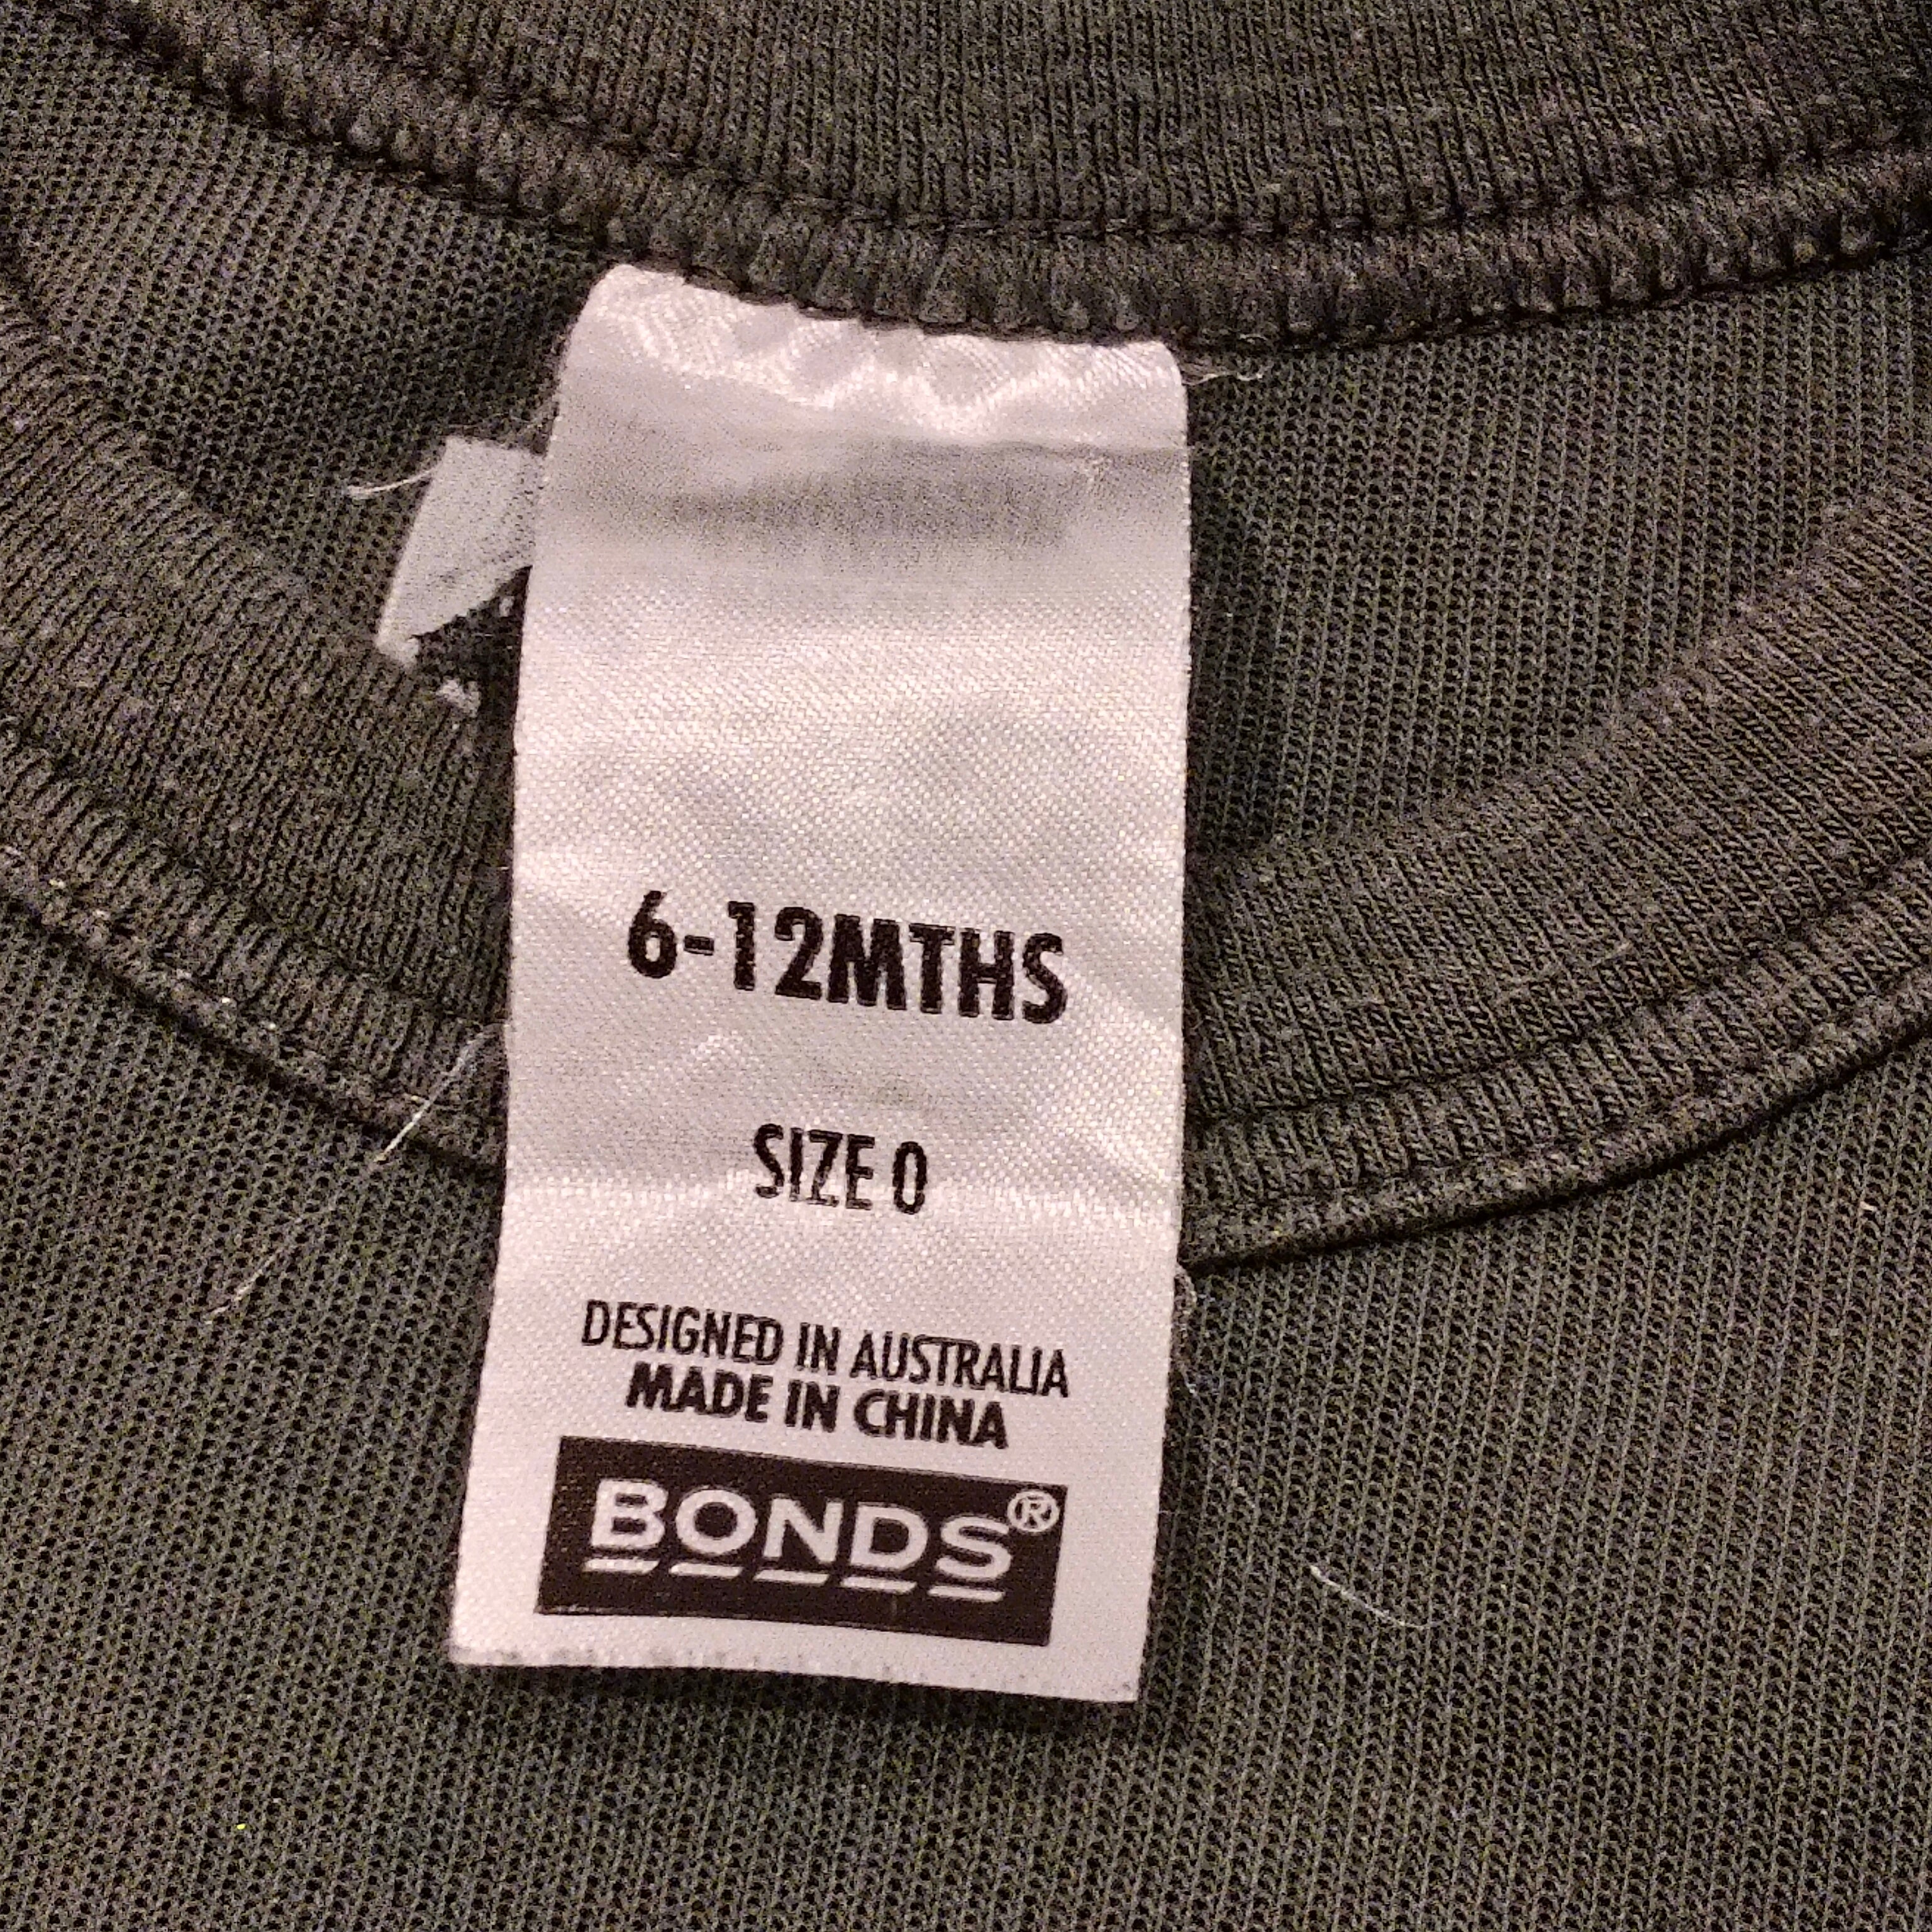 6-12MTHS
SIZE 0
DESIGNED IN AUSTRALIA
MADE IN CHINA
BONDS®